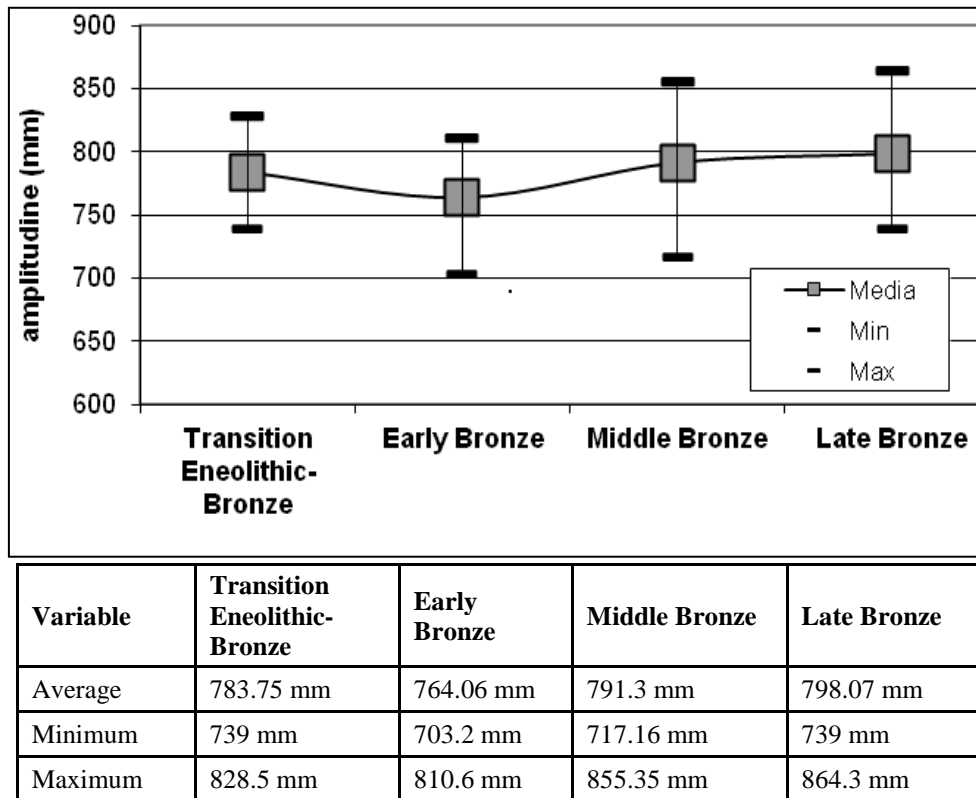 900
850
800
750
700
650
600
amplitudine (mm)
Media
Min
Max
Transition Eneolithic-Bronze
Early Bronze
Middle Bronze
Late Bronze
Variable Transition Eneolithic-Bronze Early Bronze Middle Bronze Late Bronze
Average 783.75 mm 764.06 mm 791.3 mm 798.07 mm
Minimum 739 mm 703.2 mm 717.16 mm 739 mm
Maximum 828.5 mm 810.6 mm 855.35 mm 864.3 mm